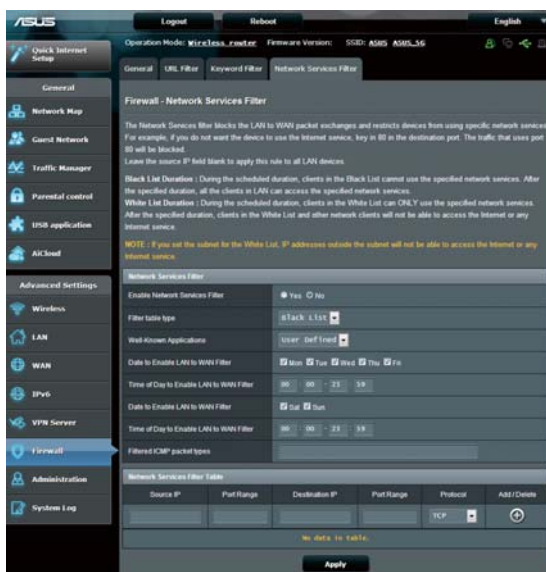 ASUS
Logout
Reboot
English
Operation Mode: Wireless router Firmware Version: SSID: ASUS ASUS_5G
Quick Internet
Setup
General
Network Map
Guest Network
Traffic Manager
Parental control
USB application
AiCloud
Advanced Settings
Wireless
LAN
WAN
IPv6
VPN Server
Firewall
Administration
System Log
General
URL Filter
Keyword Filter
Network Services Filter
Firewall - Network Services Filter
The Network Services filter blocks the LAN to WAN packet exchanges and restricts devices from using specific network services.
For example, if you do not want the device to use the Internet service, key in 80 in the destination port. The traffic that uses port
80 will be blocked.
Leave the source IP field blank to apply this rule to all LAN devices.
Black List Duration : During the scheduled duration, clients in the Black List cannot use the specified network services. After
the specified duration, all the clients in LAN can access the specified network services.
White List Duration : During the scheduled duration, clients in the White List can ONLY use the specified network services.
After the specified duration, clients in the White List and other network clients will not be able to access the Internet or any
Internet service.
NOTE : If you set the subnet for the White List, IP addresses outside the subnet will not be able to access the Internet or any
Internet service.
Network Services Filter
Enable Network Services Filter
Yes No
Filter table type
Black List
Well-Known Applications
User Defined
Date to Enable LAN to WAN Filter
Mon Tue Wed Thu Fri
Time of Day to Enable LAN to WAN Filter
00 : 00 - 23 : 59
Date to Enable LAN to WAN Filter
Sat Sun
Time of Day to Enable LAN to WAN Filter
00 : 00 - 23 : 59
Filtered ICMP packet types
Network Services Filter Table
Source IP
Port Range
Destination IP
Port Range
Protocol
Add / Delete
TCP
No data in table.
Apply